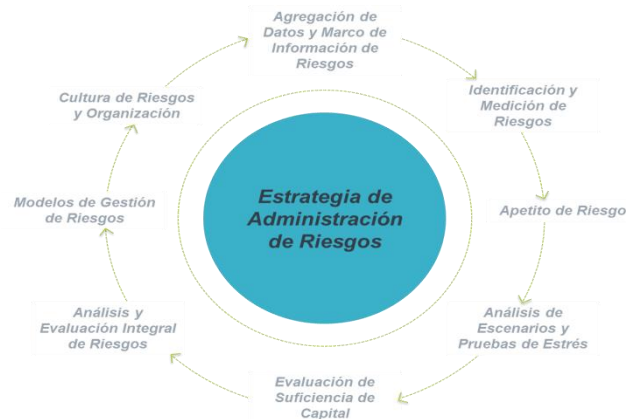 Agregación de
Datos y Marco de
Información de
Riesgos
Identificación y
Medición de
Riesgos
Apetito de Riesgo
Análisis de
Escenarios y
Pruebas de Estrés
Evaluación de
Suficiencia de
Capital
Análisis y
Evaluación Integral
de Riesgos
Modelos de Gestión
de Riesgos
Cultura de Riesgos
y Organización
Estrategia de
Administración
de Riesgos